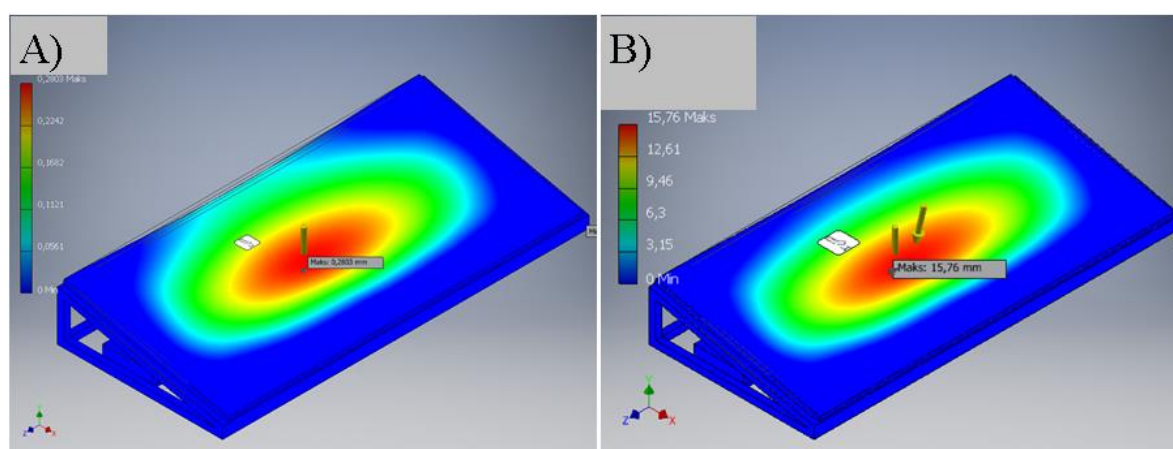 A)
0,2803 Maks
0,2242
0,1682
0,1121
0,0561
0 Min
Maks: 0,2803 mm
Y
Z
X
B)
15,76 Maks
12,61
9,46
6,3
3,15
0 Min
Maks: 15,76 mm
Y
Z
X